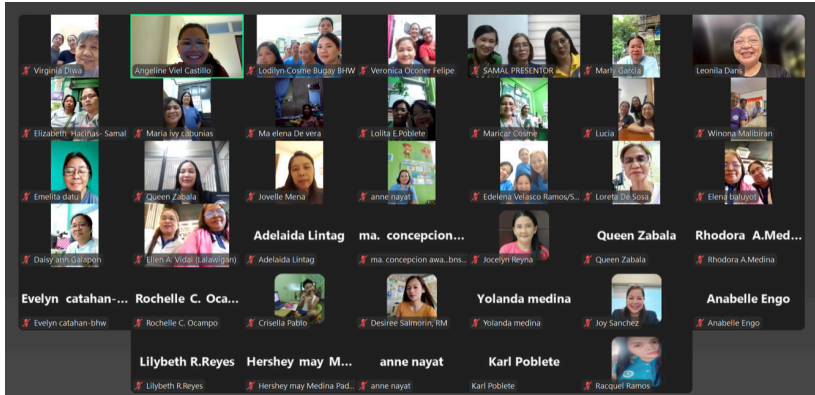 Virginia Diwa
Angeline Viel Castillo
Lodilyn Cosme Bugay BHW
Veronica Oconer Felipe
SAMAL PRESENTOR
Marly Garcia
Leonila Dans
Elizabeth Haciñas- Samal
Maria ivy cabunias
Ma elena De vera
Lolita E.Poblete
Maricar Cosme
Lucia
Winona Malibiran
Emelita datu
Queen Zabala
Jovelle Mena
anne nayat
Edelena Velasco Ramos/S...
Loreta De Sosa
Elena baluyot
Daisy ann Galapon
Ellen A. Vidal (Lalawigan)
Adelaida Lintag
Adelaida Lintag
ma. concepcion...
ma. concepcion awa..bns...
Jocelyn Reyna
Queen Zabala
Queen Zabala
Rhodora A.Med...
Rhodora A.Medina
Evelyn catahan-...
Evelyn catahan-bhw
Rochelle C. Oca...
Rochelle C. Ocampo
Crisella Pablo
Desiree Salmorin, RM
Yolanda medina
Yolanda medina
Joy Sanchez
Anabelle Engo
Anabelle Engo
Lilybeth R.Reyes
Lilybeth R.Reyes
Hershey may M...
Hershey may Medina Pad...
anne nayat
anne nayat
Karl Poblete
Karl Poblete
Racquel Ramos